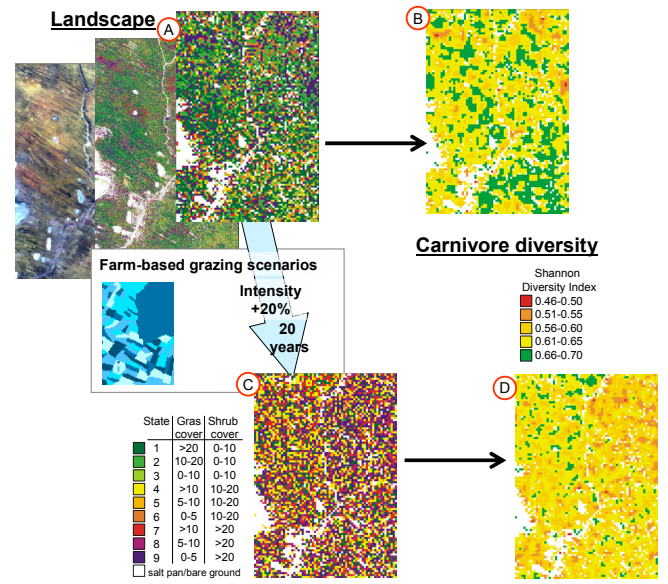 Landscape
A
B
Farm-based grazing scenarios
Intensity
+20%
20
years
Carnivore diversity
Shannon
Diversity Index
0.46-0.50
0.51-0.55
0.56-0.60
0.61-0.65
0.66-0.70
C
D
State Gras cover Shrub cover
1 >20 0-10
2 10-20 0-10
3 0-10 0-10
4 >10 10-20
5 5-10 10-20
6 0-5 10-20
7 >10 >20
8 5-10 >20
9 0-5 >20
salt pan/bare ground